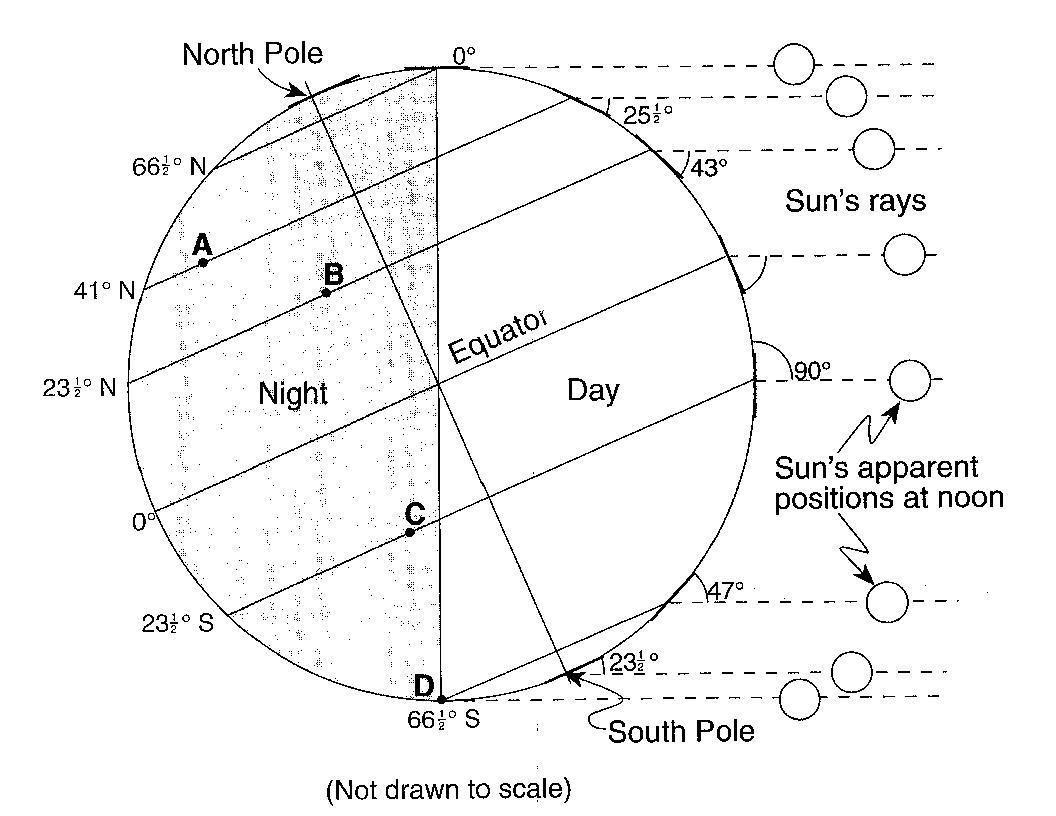 North Pole
0°
25½°
66½° N
43°
Sun's rays
A
B
41° N
Equator
23½° N
Night
Day
90°
Sun's apparent
positions at noon
C
0°
47°
23½° S
23½°
D
66½° S
South Pole
(Not drawn to scale)